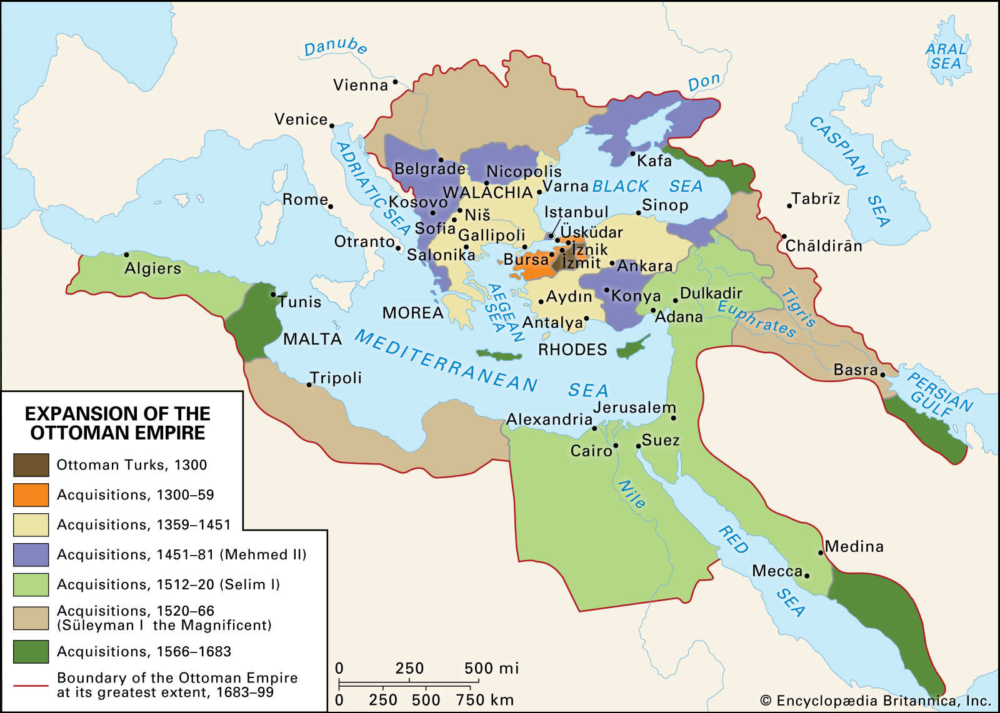 Danube
Vienna
Venice
ADRIATIC SEA
Rome
Otranto
Belgrade
Nicopolis
WALACHIA
Varna
Kosovo
Niš
Sofia
Gallipoli
Salonika
Istanbul
Üsküdar
İznik
İzmit
Bursa
Ankara
Sinop
BLACK SEA
Kafa
Don
ARAL
SEA
CASPIAN
SEA
Tabrīz
Chāldirān
Algiers
Tunis
MALTA
Tripoli
MOREA
AEGEAN
SEA
Aydın
Antalya
Konya
Adana
Dulkadir
Euphrates
Tigris
RHODES
MEDITERRANEAN
SEA
Basra
PERSIAN
GULF
Jerusalem
Alexandria
Cairo
Suez
Nile
RED
SEA
Medina
Mecca
EXPANSION OF THE
OTTOMAN EMPIRE
Ottoman Turks, 1300
Acquisitions, 1300–59
Acquisitions, 1359–1451
Acquisitions, 1451–81 (Mehmed II)
Acquisitions, 1512–20 (Selim I)
Acquisitions, 1520–66
(Süleyman I the Magnificent)
Acquisitions, 1566–1683
Boundary of the Ottoman Empire
at its greatest extent, 1683–99
0 250 500 mi
0 250 500 750 km
© Encyclopædia Britannica, Inc.